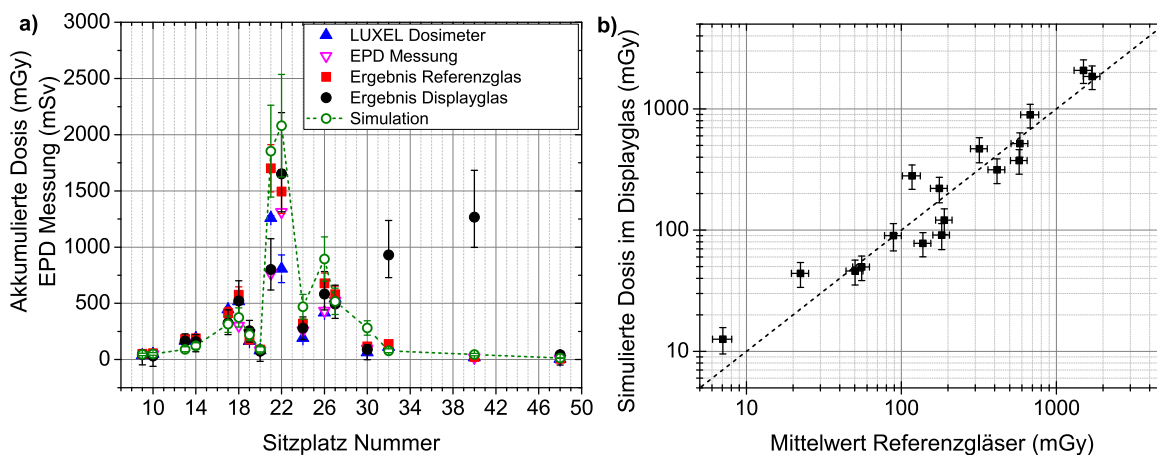 a)
Akkumulierte Dosis (mGy)
EPD Messung (mSv)
3000
2500
2000
1500
1000
500
0
LUXEL Dosimeter
EPD Messung
Ergebnis Referenzglas
Ergebnis Displayglas
Simulation
10 14 18 22 26 30 34 38 42 46 50
Sitzplatz Nummer
b)
Simulierte Dosis im Displayglas (mGy)
1000
100
10
10 100 1000
Mittelwert Referenzgläser (mGy)